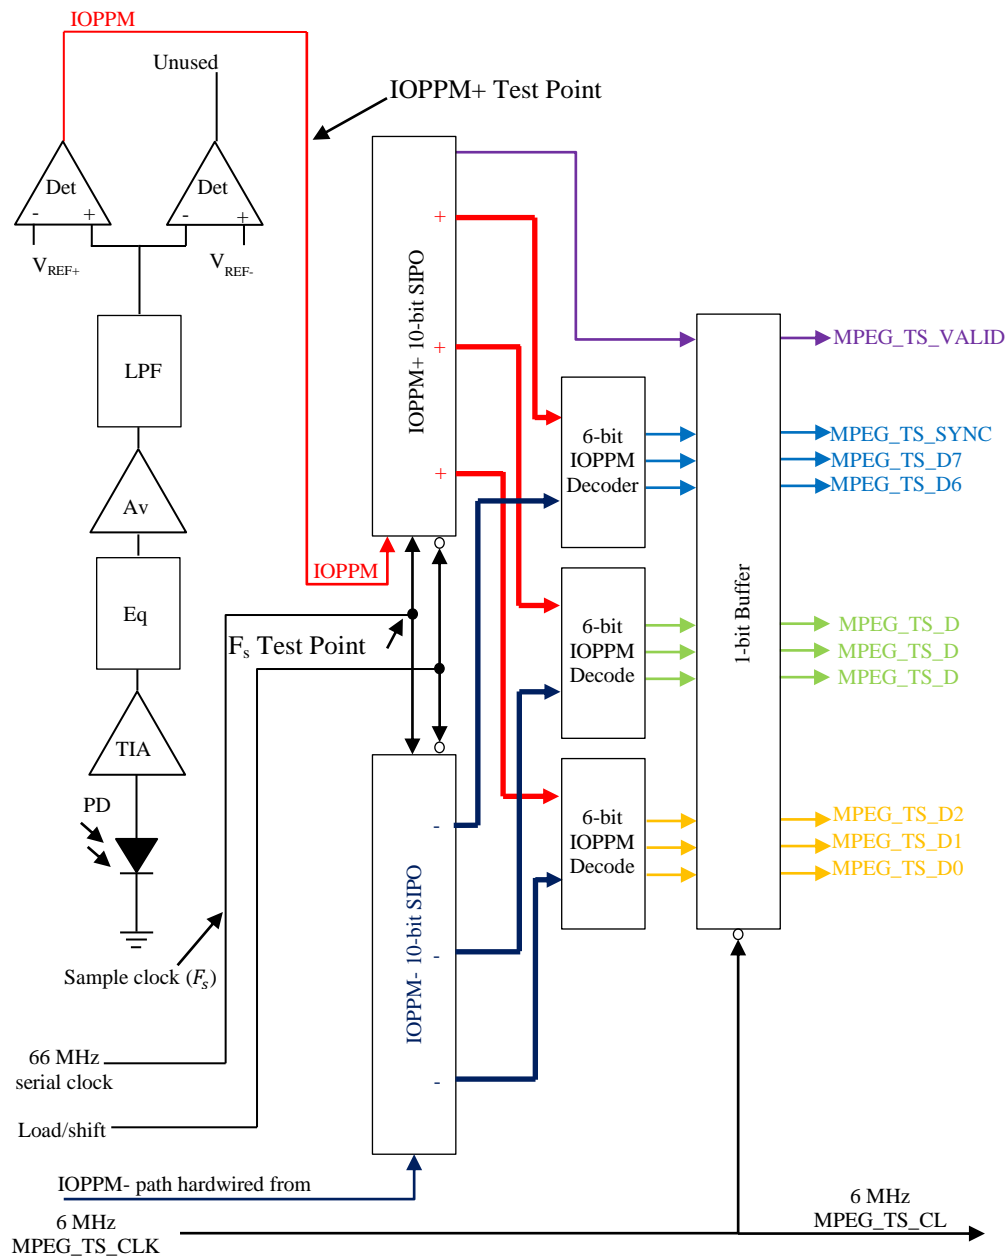 IOPPM
Unused
IOPPM+ Test Point
Det
Det
-
+
-
+
VREF+
VREF-
LPF
Av
Eq
TIA
PD
IOPPM+ 10-bit SIPO
+
+
+
IOPPM
Fs Test Point
IOPPM- 10-bit SIPO
-
-
-
6-bit
IOPPM
Decoder
6-bit
IOPPM
Decode
6-bit
IOPPM
Decode
1-bit Buffer
MPEG_TS_VALID
MPEG_TS_SYNC
MPEG_TS_D7
MPEG_TS_D6
MPEG_TS_D
MPEG_TS_D
MPEG_TS_D
MPEG_TS_D2
MPEG_TS_D1
MPEG_TS_D0
Sample clock (Fs)
66 MHz
serial clock
Load/shift
IOPPM- path hardwired from
6 MHz
MPEG_TS_CLK
6 MHz
MPEG_TS_CL